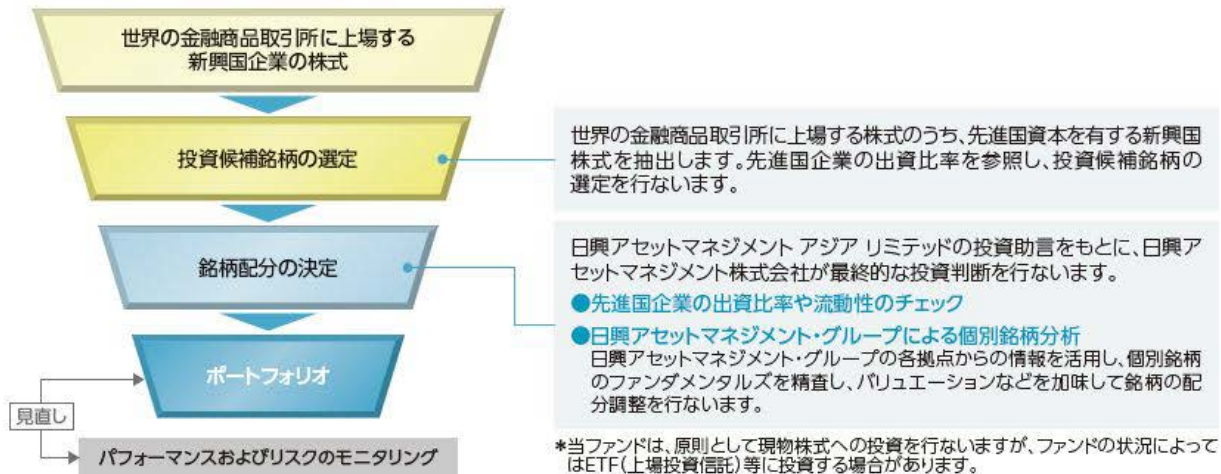 世界の金融商品取引所に上場する
新興国企業の株式
投資候補銘柄の選定
世界の金融商品取引所に上場する株式のうち、先進国資本を有する新興国
株式を抽出します。先進国企業の出資比率を参照し、投資候補銘柄の
選定を行ないます。
銘柄配分の決定
日興アセットマネジメント アジア リミテッドの投資助言をもとに、日興ア
セットマネジメント株式会社が最終的な投資判断を行ないます。
●先進国企業の出資比率や流動性のチェック
●日興アセットマネジメント・グループによる個別銘柄分析
日興アセットマネジメント・グループの各拠点からの情報を活用し、個別銘柄
のファンダメンタルズを精査し、バリュエーションなどを加味して銘柄の配
分調整を行ないます。
ポートフォリオ
見直し
パフォーマンスおよびリスクのモニタリング
*当ファンドは、原則として現物株式への投資を行ないますが、ファンドの状況によって
はETF(上場投資信託)等に投資する場合があります。